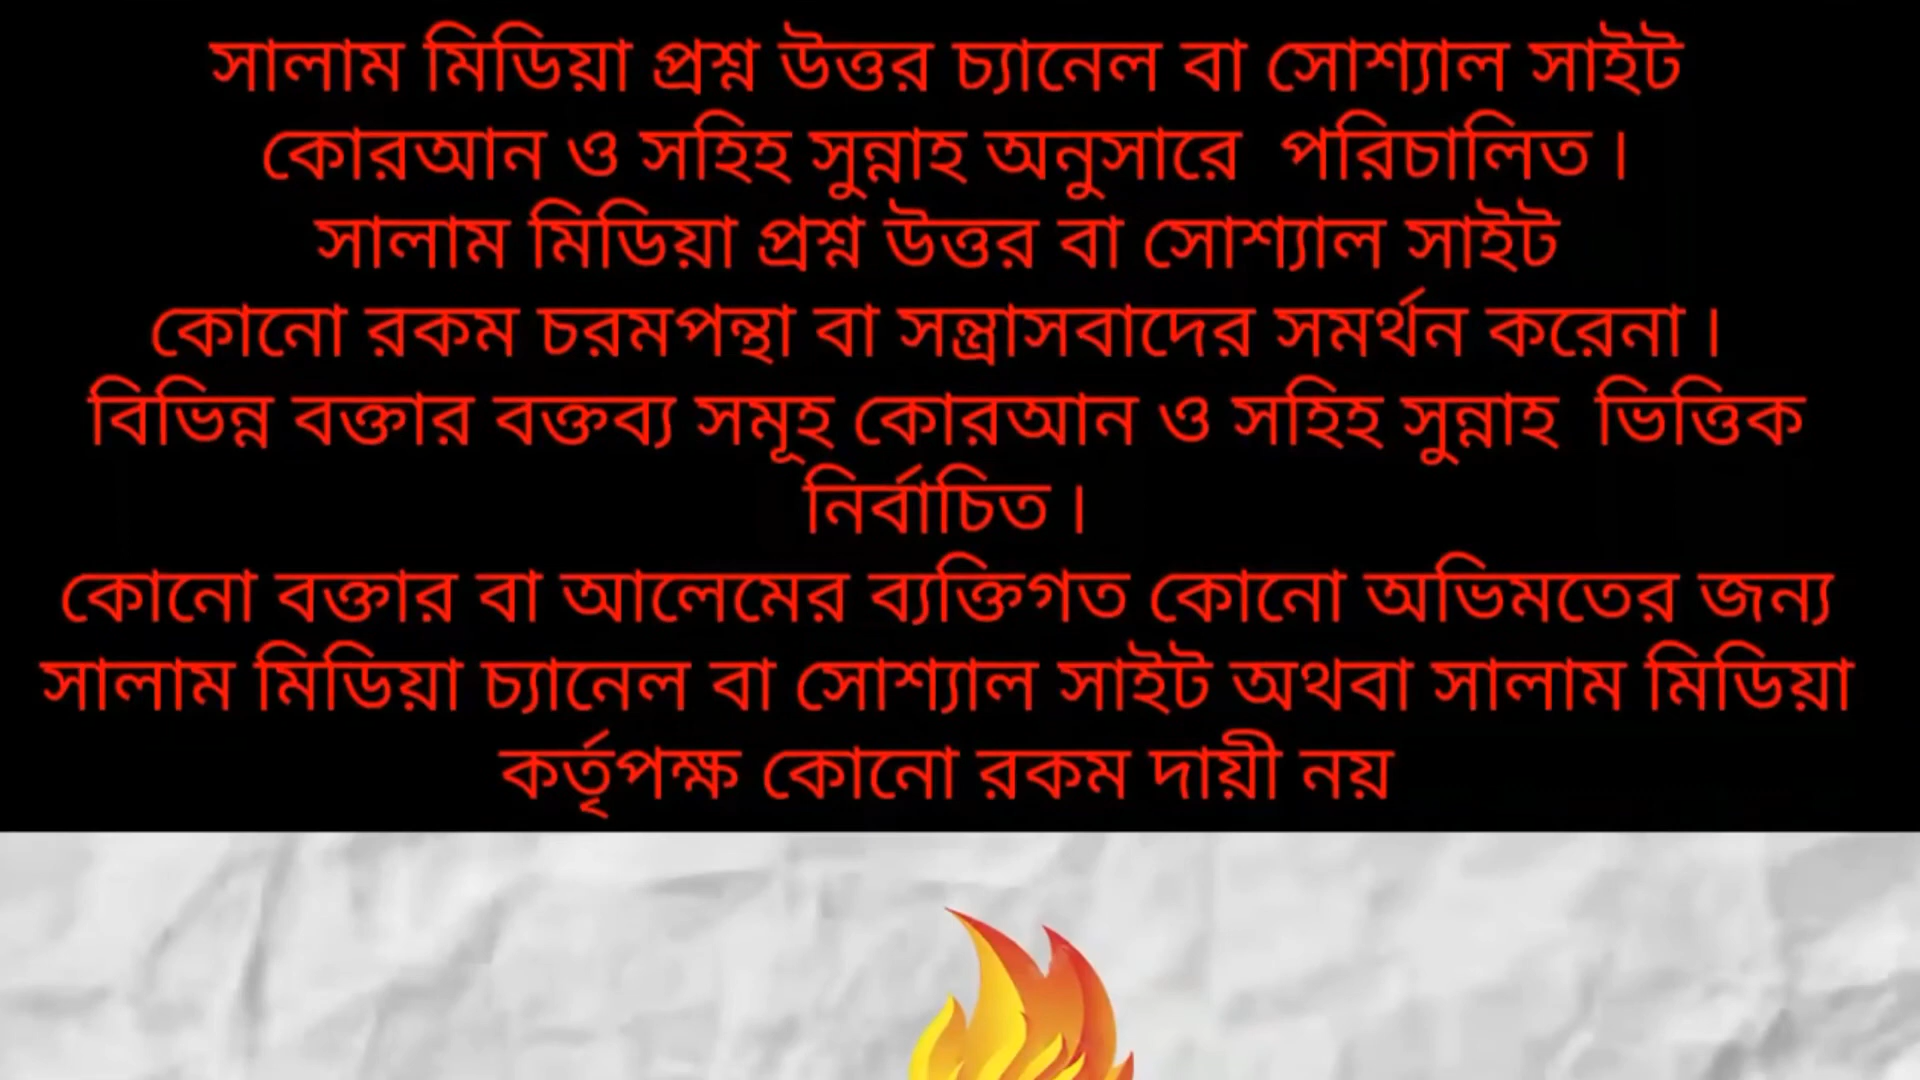 সালাম মিডিয়া প্রশ্ন উত্তর চ্যানেল বা সোশ্যাল সাইট
কোরআন ও সহিহ সুন্নাহ অনুসারে পরিচালিত।
সালাম মিডিয়া প্রশ্ন উত্তর বা সোশ্যাল সাইট
কোনো রকম চরমপন্থা বা সন্ত্রাসবাদের সমর্থন করেনা।
বিভিন্ন বক্তার বক্তব্য সমূহ কোরআন ও সহিহ সুন্নাহ ভিত্তিক
নির্বাচিত।
কোনো বক্তার বা আলেমের ব্যক্তিগত কোনো অভিমতের জন্য
সালাম মিডিয়া চ্যানেল বা সোশ্যাল সাইট অথবা সালাম মিডিয়া
কর্তৃপক্ষ কোনো রকম দায়ী নয়